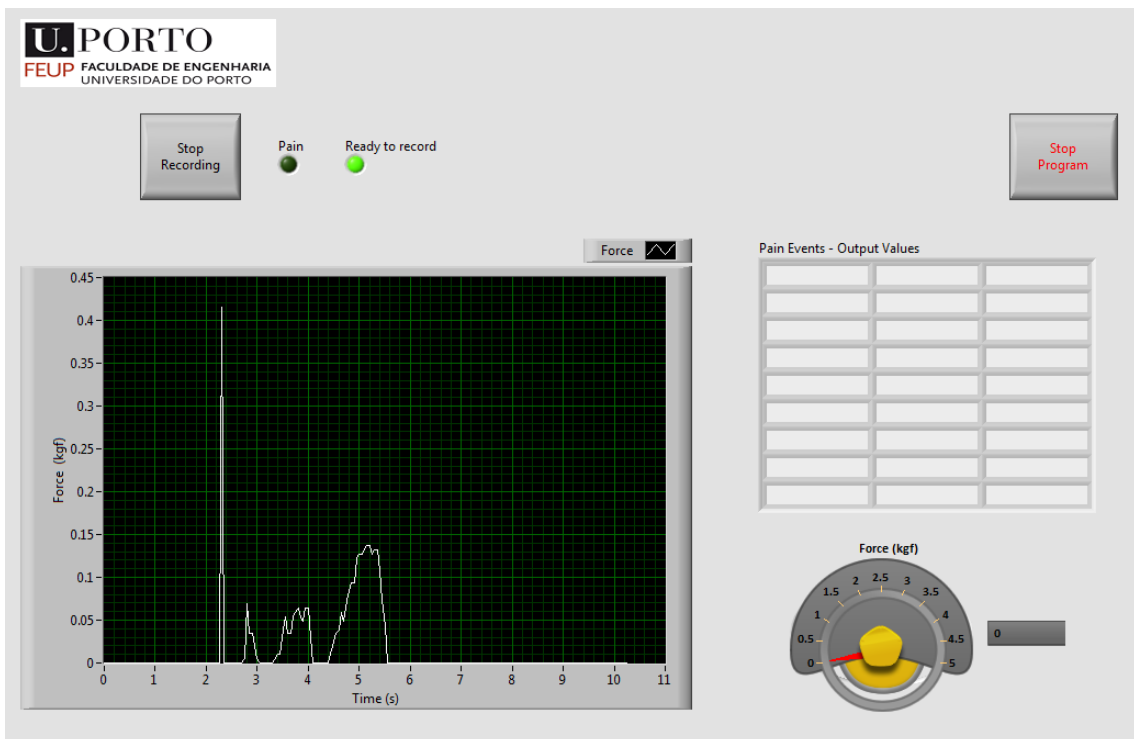 U. PORTO
FEUP FACULDADE DE ENGENHARIA
UNIVERSIDADE DO PORTO
Stop
Recording
Pain
Ready to record
Stop
Program
Force
Pain Events - Output Values
0.45
0.4
0.35
0.3
0.25
0.2
0.15
0.1
0.05
0
Force (kgf)
0 1 2 3 4 5 6 7 8 9 10 11
Time (s)
Force (kgf)
0 0.5 1 1.5 2 2.5 3 3.5 4 4.5 5
0